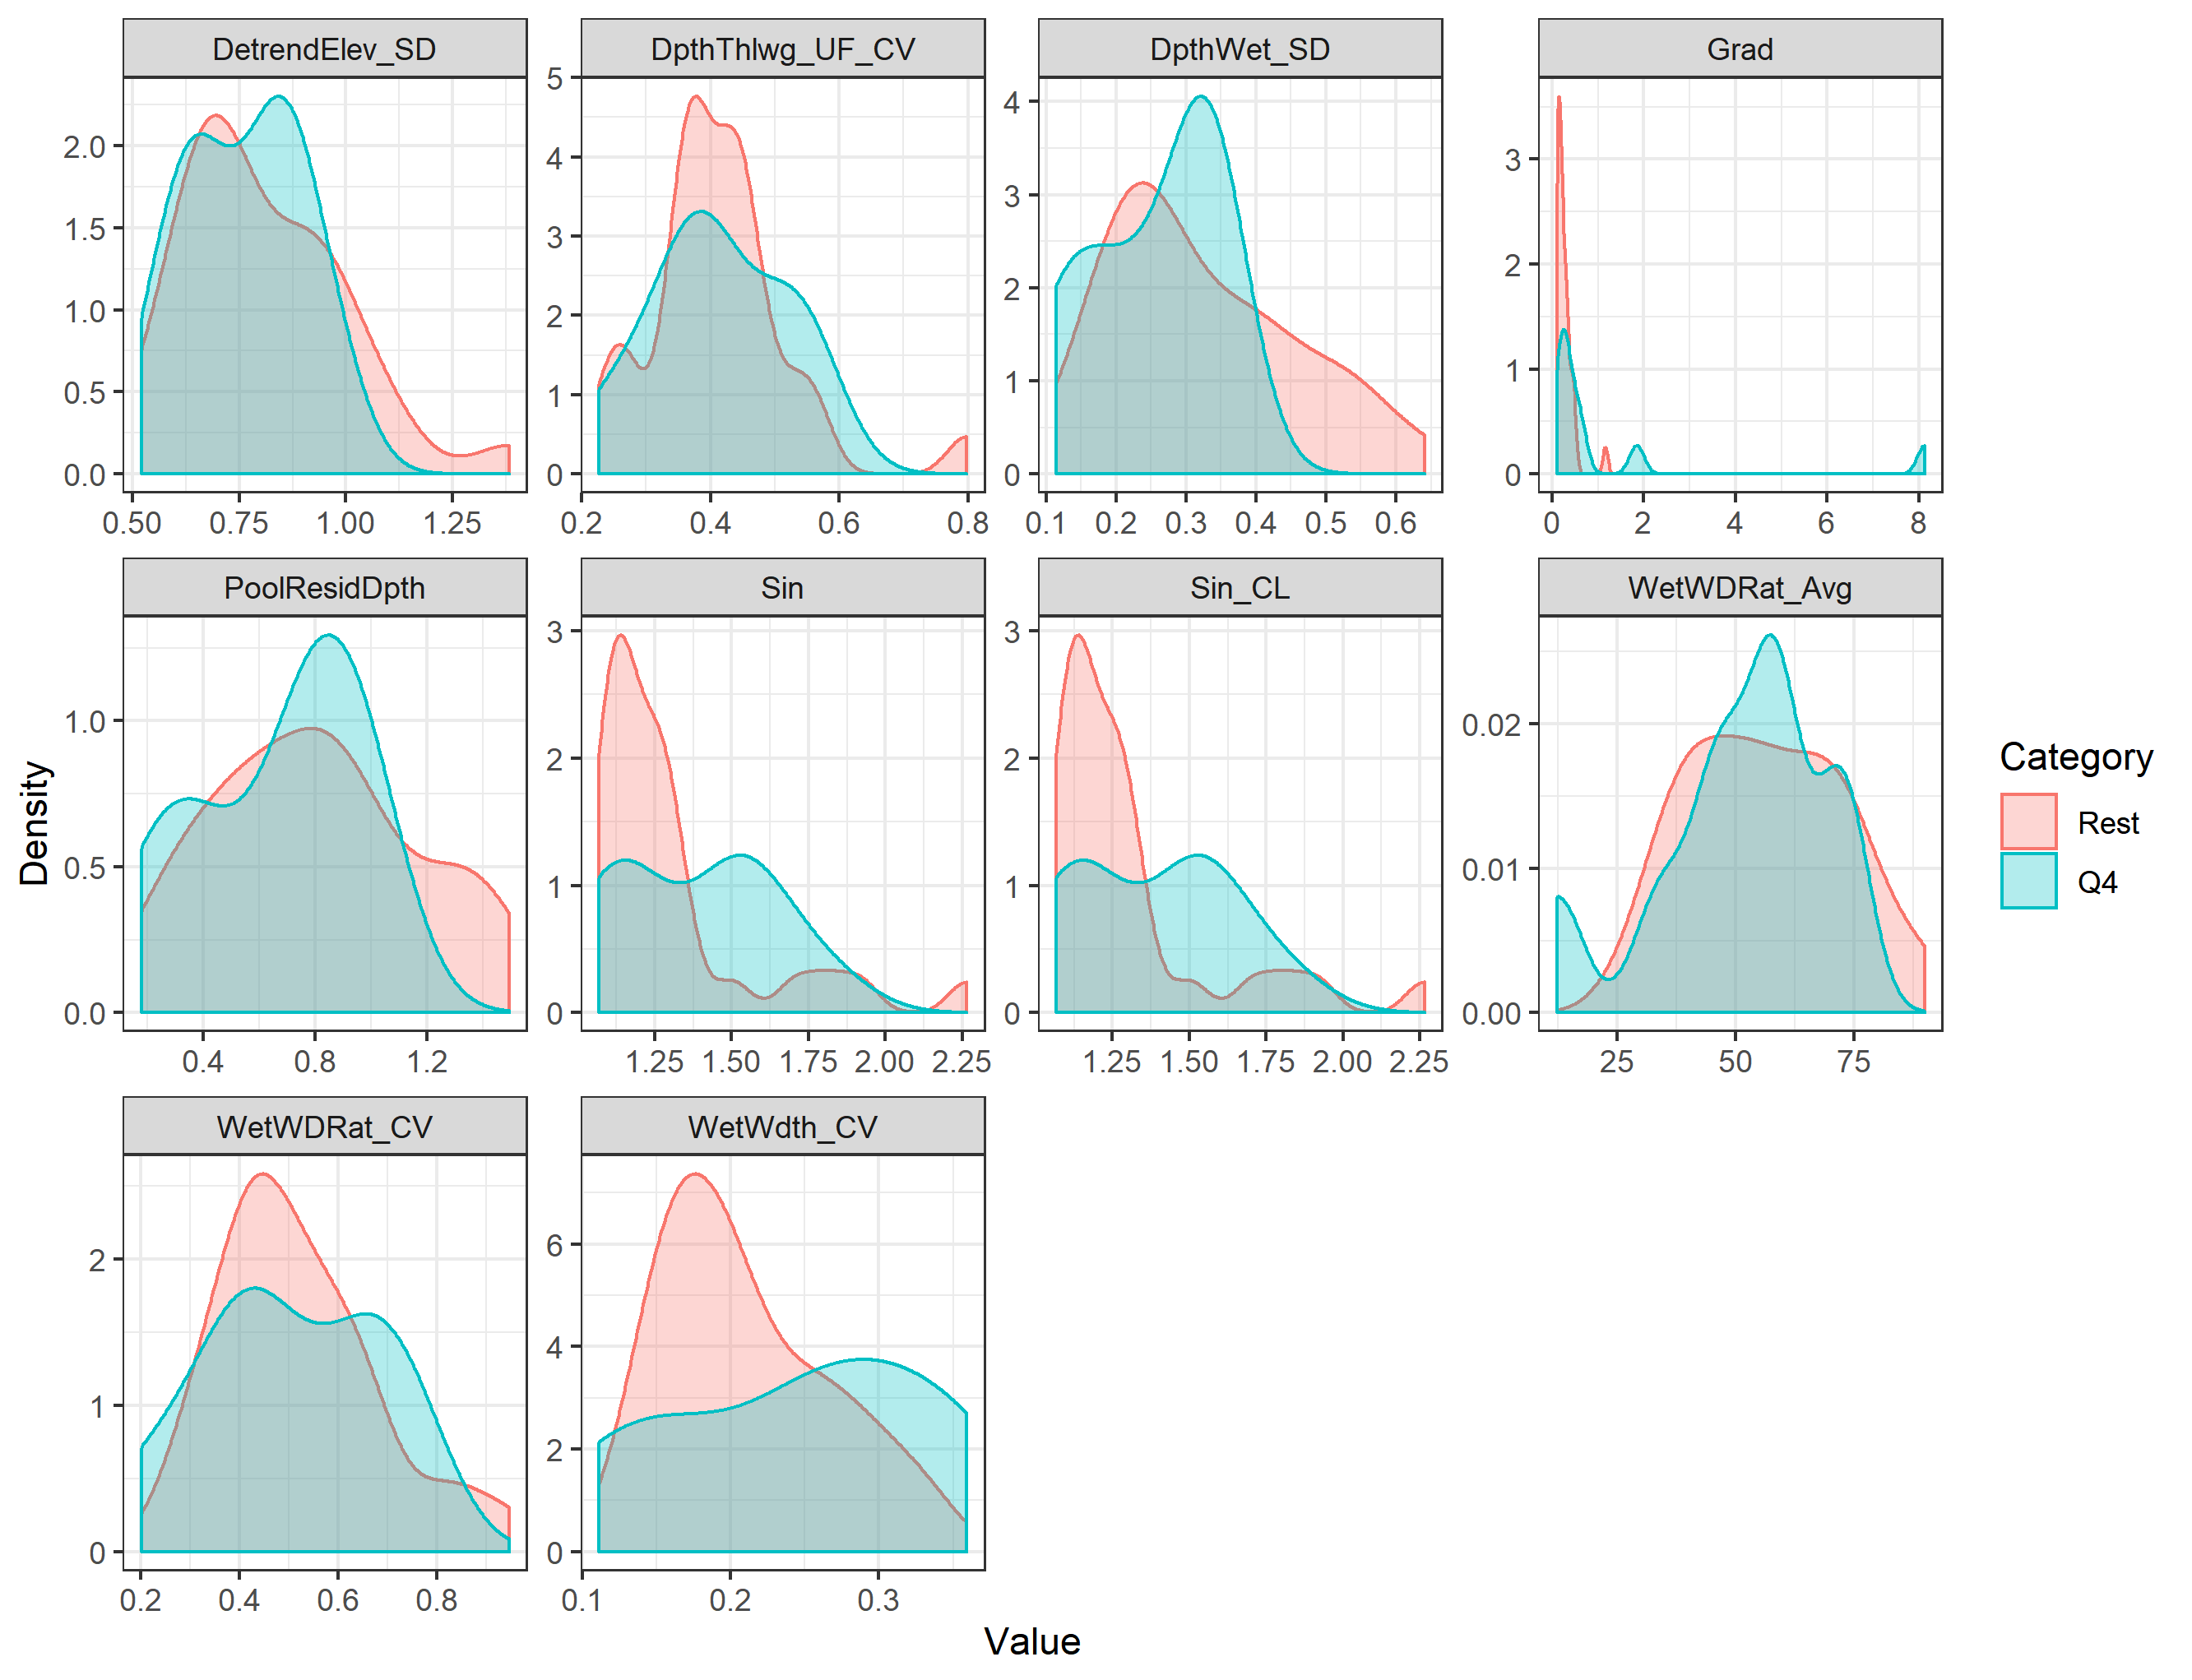 DetrendElev_SD DpthThlwg_UF_CV DpthWet_SD Grad
2.0
1.5
1.0
0.5
0.0
0.50 0.75 1.00 1.25
5
4
3
2
1
0
0.2 0.4 0.6 0.8
4
3
2
1
0
0.1 0.2 0.3 0.4 0.5 0.6
3
2
1
0
0 2 4 6 8
PoolResidDpth Sin Sin_CL WetWDRat_Avg
1.0
0.5
0.0
0.4 0.8 1.2
3
2
1
0
1.25 1.50 1.75 2.00 2.25
3
2
1
0
1.25 1.50 1.75 2.00 2.25
0.02
0.01
0.00
25 50 75
WetWDRat_CV WetWdth_CV
2
1
0
0.2 0.4 0.6 0.8
6
4
2
0
0.1 0.2 0.3
Density
Value
Category
Rest
Q4